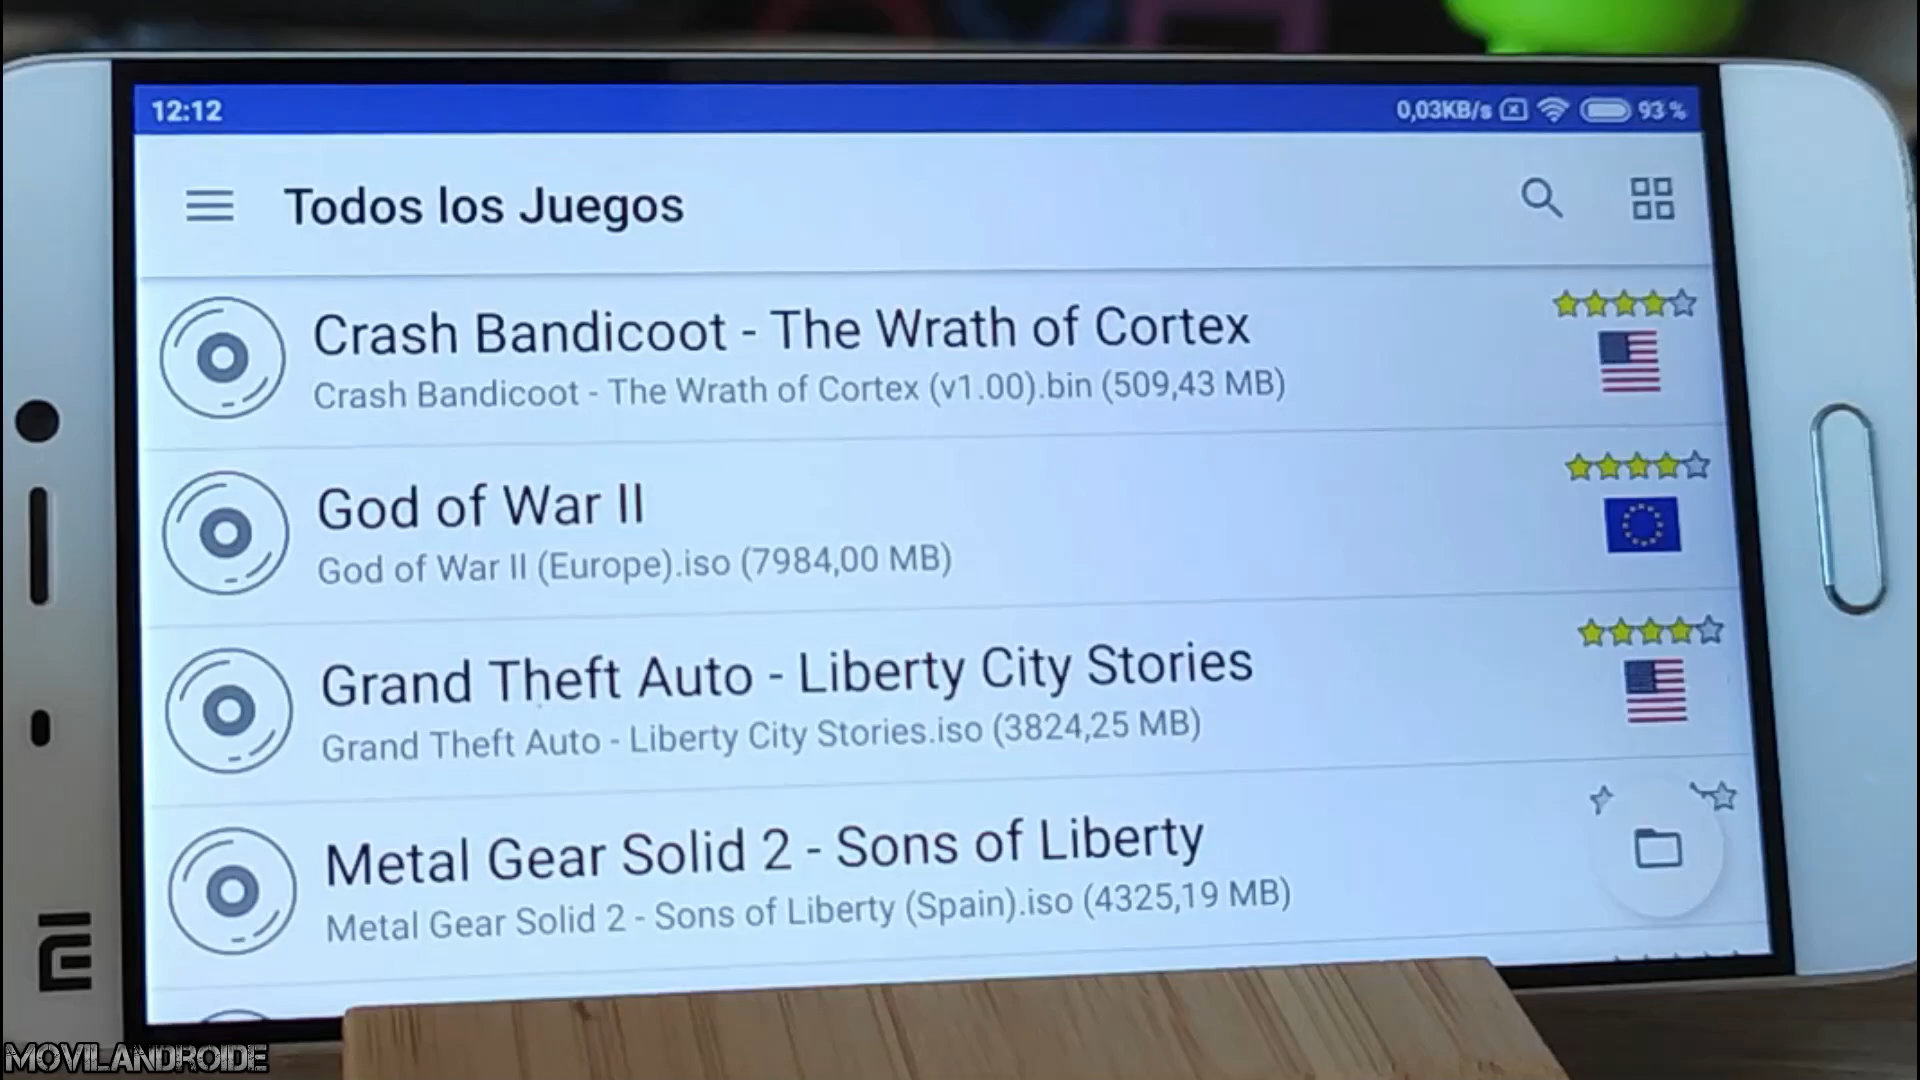 12:12
0,03KB/s 93 %
Todos los Juegos
Crash Bandicoot - The Wrath of Cortex
Crash Bandicoot - The Wrath of Cortex (v1.00).bin (509,43 MB)
God of War II
God of War II (Europe).iso (7984,00 MB)
Grand Theft Auto - Liberty City Stories
Grand Theft Auto - Liberty City Stories.iso (3824,25 MB)
Metal Gear Solid 2 - Sons of Liberty
Metal Gear Solid 2 - Sons of Liberty (Spain).iso (4325,19 MB)
mi
MOVILANDROIDE